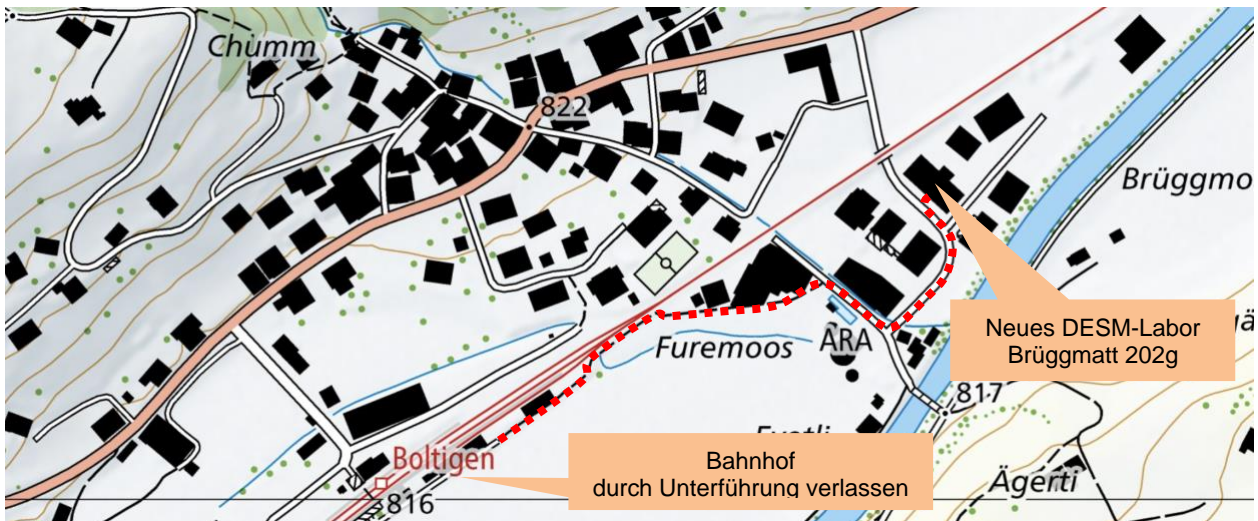 Chumm
822
Brüggmo
Neues DESM-Labor
Brüggmatt 202g
Furemoos
ARA
817
Boltigen
Bahnhof
durch Unterführung verlassen
Ägerti
816